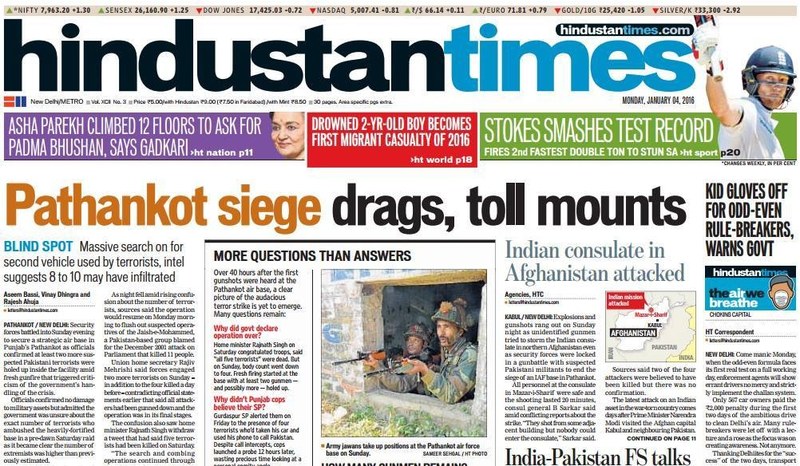 *NIFTY 7,963.20 +1.30 SENSEX 26,160.90 +1.25 DOW JONES 17,425.03 -0.72 NASDAQ 5,007.41 -0.81 ₹/$ 66.14 +0.11 ₹/EURO 71.81 +0.79 GOLD/10G ₹25,420 -1.05 SILVER/K ₹33,300 -2.92
hindustantimes
hindustantimes.com
New Delhi/METRO Vol. XCII No. 3 Price ₹5.00/with Hindustan ₹9.00 (₹7.50 in Faridabad) /with Mint ₹8.50 30 pages. Area specific pgs extra.
MONDAY, JANUARY 04, 2016
ASHA PAREKH CLIMBED 12 FLOORS TO ASK FOR
PADMA BHUSHAN, SAYS GADKARI >ht nation p11
DROWNED 2-YR-OLD BOY BECOMES
FIRST MIGRANT CASUALTY OF 2016
>ht world p18
STOKES SMASHES TEST RECORD
FIRES 2nd FASTEST DOUBLE TON TO STUN SA >ht sport p20
*CHANGES WEEKLY, IN PER CENT
Pathankot siege drags, toll mounts
BLIND SPOT Massive search on for
second vehicle used by terrorists, intel
suggests 8 to 10 may have infiltrated
Aseem Bassi, Vinay Dhingra and
Rajesh Ahuja
letters@hindustantimes.com
PATHANKOT / NEW DELHI: Security
forces battled into Sunday evening
to secure a strategic air base in
Punjab's Pathankot as officials
confirmed at least two more sus-
pected Pakistani terrorists were
holed up inside the facility amid
fresh gunfire that triggered criti-
cism of the government's han-
dling of the crisis.
Officials confirmed no damage
to military assets but admitted the
government was unsure about the
exact number of terrorists who
ambushed the heavily-fortified
base in a pre-dawn Saturday raid
as it became clear the number of
extremists was higher than previ-
ously estimated.
As night fell amid rising confu-
sion about the number of terror-
ists, sources said the operation
would resume on Monday morn-
ing to flush out suspected opera-
tives of the Jaish-e-Mohammed,
a Pakistan-based group blamed
for the December 2001 attack on
Parliament that killed 11 people.
Union home secretary Rajiv
Mehrishi said forces engaged
two more terrorists on Sunday —
in addition to the four killed a day
before — contradicting official state-
ments earlier that said all attack-
ers had been gunned down and the
operation was in its final stages.
The confusion also saw home
minister Rajnath Singh withdraw
a tweet that said five terror-
ists had been killed on Saturday.
"The search and combing
operations continued through
MORE QUESTIONS THAN ANSWERS
Over 40 hours after the first
gunshots were heard at the
Pathankot air base, a clear
picture of the audacious
terror strike is yet to emerge.
Many questions remain:
Why did govt declare
operation over?
Home minister Rajnath Singh on
Saturday congratulated troops, said
"all five terrorists" were dead. But
on Sunday, body count went down
to four. Fresh firing started at the
base with at least two gunmen —
and possibly more — holed up.
Why didn't Punjab cops
believe their SP?
Gurdaspur SP alerted them on
Friday to the presence of four
terrorists who'd taken his car and
used his phone to call Pakistan.
Despite call intercepts, cops
launched a probe 12 hours later,
wasting precious time looking at a
Army jawans take up positions at the Pathankot air force
base on Sunday. SAMEER SEHGAL / HT PHOTO
HOW MANY GUNMEN REMAIN
Indian consulate in
Afghanistan attacked
Agencies, HTC
letters@hindustantimes.com
KABUL/NEW DELHI: Explosions and
gunshots rang out on Sunday
night as unidentified gunmen
tried to storm the Indian consu-
late in northern Afghanistan even
as security forces were locked
in a gunbattle with suspected
Pakistani militants to end the
siege of an IAF base in Pathankot.
All personnel at the consulate
in Mazar-i-Sharif were safe and
the shooting lasted 20 minutes,
consul general B Sarkar said
amid conflicting reports about the
strike. "They shot from some adja-
cent building but nobody could
enter the consulate," Sarkar said.
Indian mission
attacked
Mazar-e-Sharif
KABUL
AFGHANISTAN
PAKISTAN
INDIA
Sources said two of the four
attackers were believed to have
been killed but there was no
confirmation.
The latest attack on an Indian
asset in the war-torn country comes
days after Prime Minister Narendra
Modi visited the Afghan capital
Kabul and neighbouring Pakistan.
CONTINUED ON PAGE 11
India-Pakistan FS talks
KID GLOVES OFF
FOR ODD-EVEN
RULE-BREAKERS,
WARNS GOVT
hindustantimes
the air we
breathe
CHOKING CAPITAL
HT Correspondent
letters@hindustantimes.com
NEW DELHI: Come Monday,
when the odd-even formula faces
its first real test on a full working
day, enforcement agents will show
errant drivers no mercy and strict-
ly implement the challan system.
Only 567 car owners paid the
₹2,000 penalty during the first
two days of the ambitious drive
to clean Delhi's air. Many rule-
breakers were let off with a lec-
ture and a rose as the focus was on
creating awareness. Not anymore.
Thanking Delhiites for the "suc-
cess" of the two days, transport